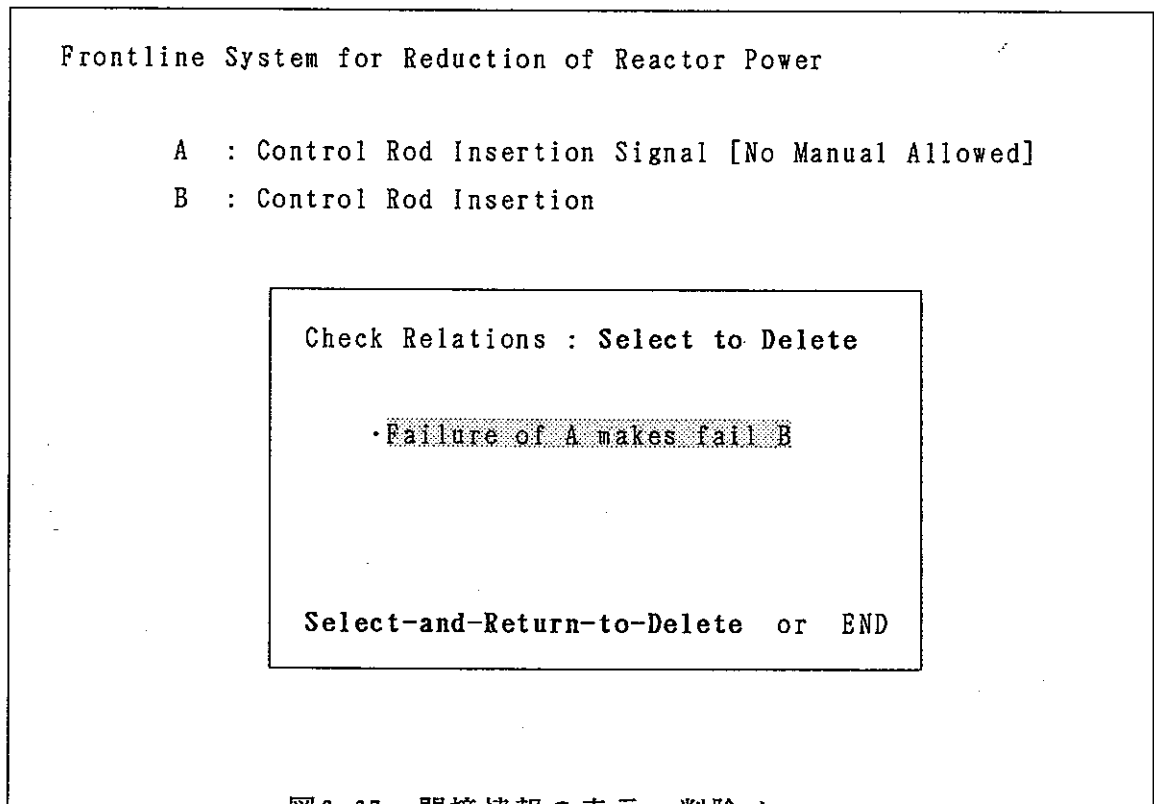 Frontline System for Reduction of Reactor Power
A : Control Rod Insertion Signal [No Manual Allowed]
B : Control Rod Insertion
Check Relations : Select to Delete
・Failure of A makes fail B
Select-and-Return-to-Delete or END